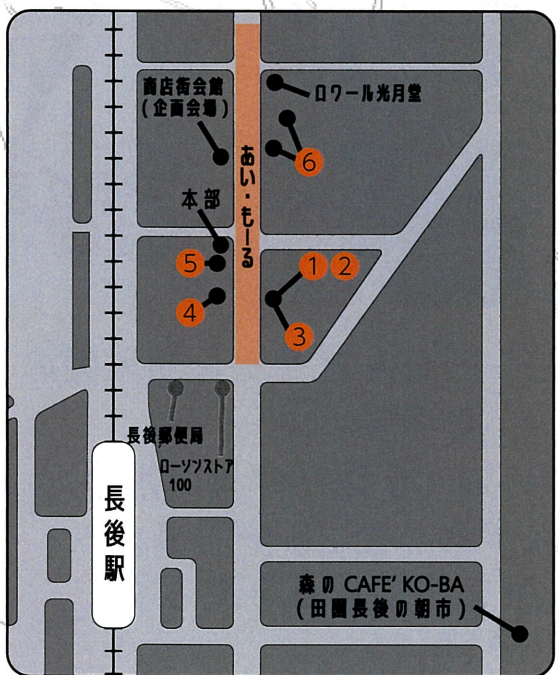 商店街会館
(企画会場)
ロワール光月堂
⑥
あい・もーる
本部
⑤
① ②
④
③
長後郵便局
ローソンストア
100
長後駅
森の CAFE' KO-BA
(田園長後の朝市)